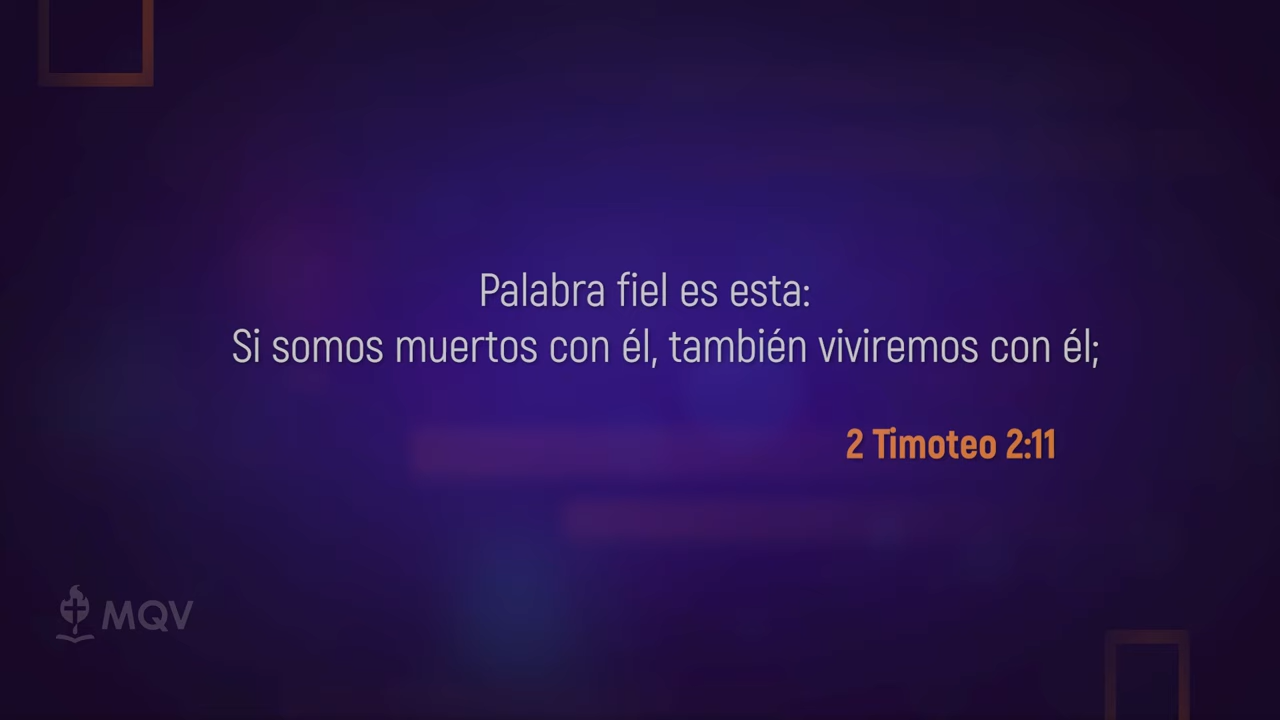 Palabra fiel es esta:
Si somos muertos con él, también viviremos con él;
2 Timoteo 2:11
MQV